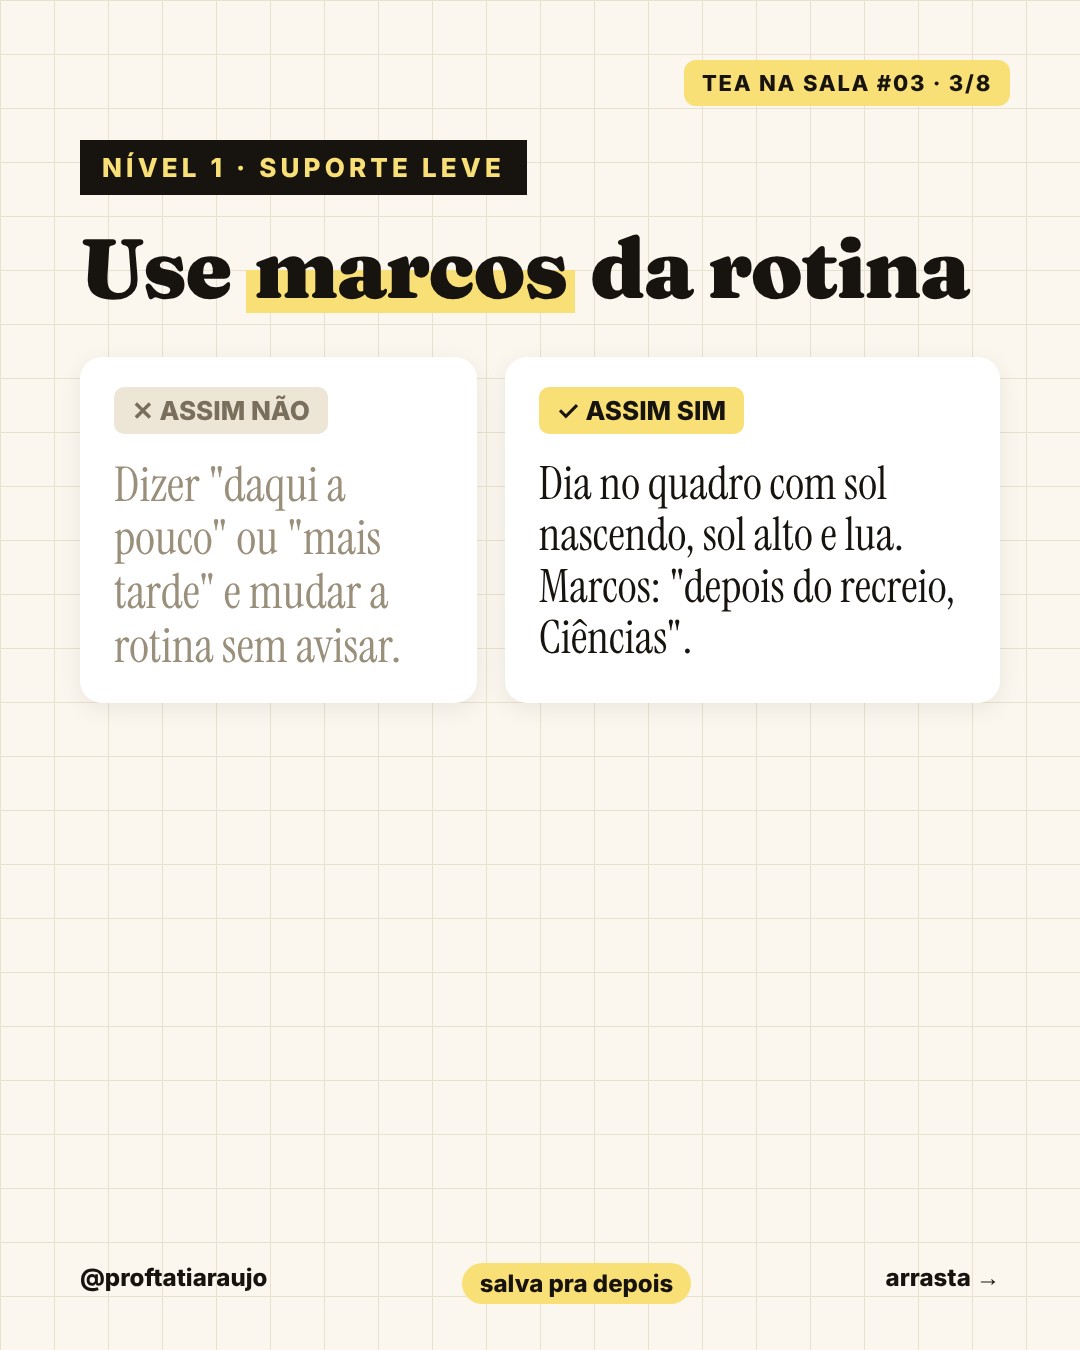 TEA NA SALA #03 · 3/8
NÍVEL 1 · SUPORTE LEVE
Use marcos da rotina
✕ ASSIM NÃO
Dizer "daqui a
pouco" ou "mais
tarde" e mudar a
rotina sem avisar.
✓ ASSIM SIM
Dia no quadro com sol
nascendo, sol alto e lua.
Marcos: "depois do recreio,
Ciências".
@proftatiaraujo
salva pra depois
arrasta →